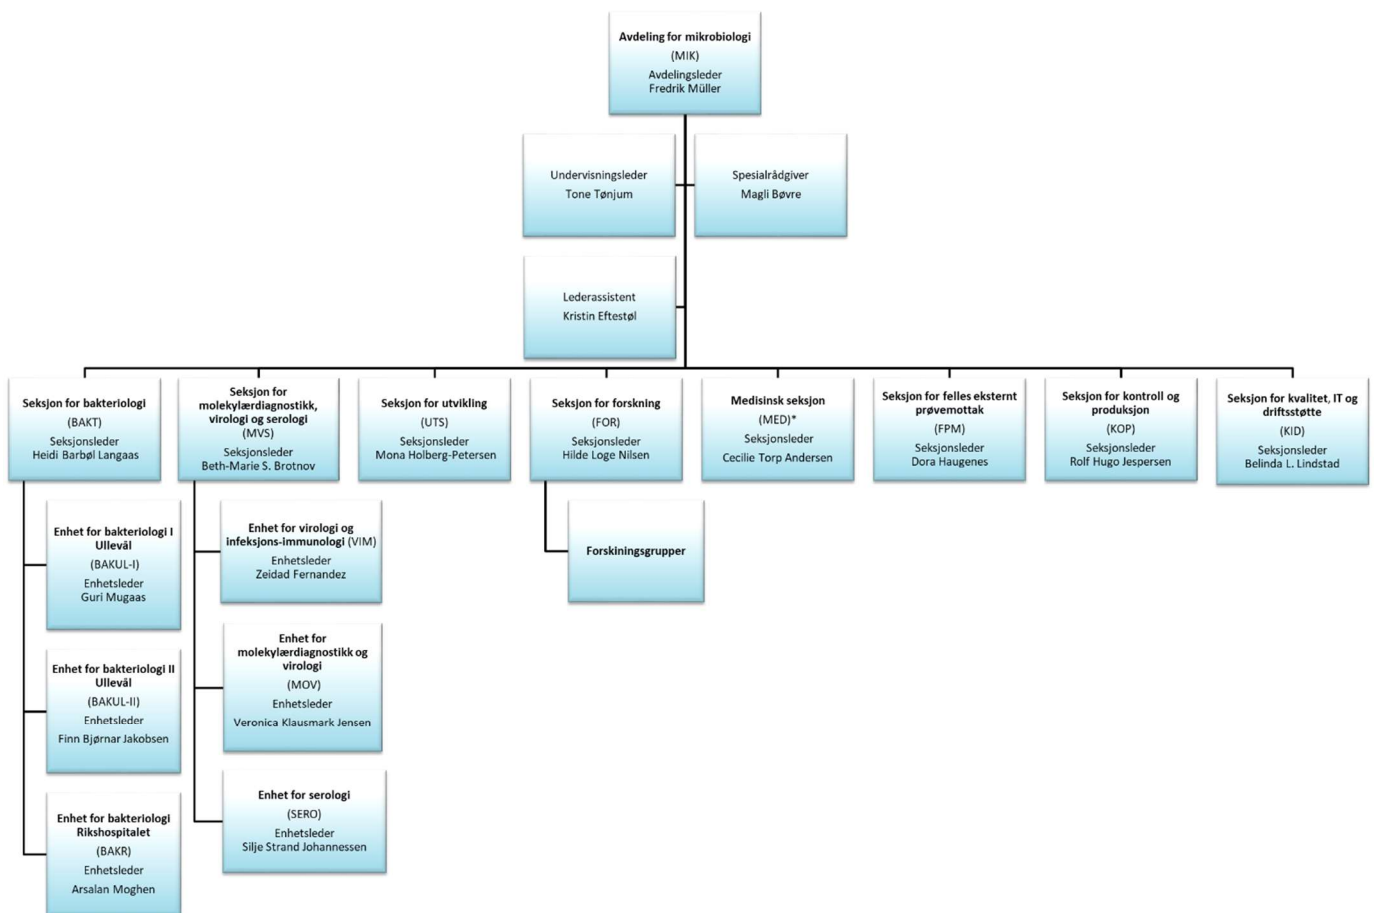 Avdeling for mikrobiologi
(MIK)
Avdelingsleder
Fredrik Müller
Undervisningsleder
Tone Tønjum
Spesialrådgiver
Magli Bøvre
Lederassistent
Kristin Eftestøl
Seksjon for bakteriologi
(BAKT)
Seksjonsleder
Heidi Barbøl Langaas
Seksjon for
molekylærdiagnostikk,
virologi og serologi
(MVS)
Seksjonsleder
Beth-Marie S. Brotnov
Seksjon for utvikling
(UTS)
Seksjonsleder
Mona Holberg-Petersen
Seksjon for forskning
(FOR)
Seksjonsleder
Hilde Loge Nilsen
Medisinsk seksjon
(MED)*
Seksjonsleder
Cecilie Torp Andersen
Seksjon for felles eksternt
prøvemottak
(FPM)
Seksjonsleder
Dora Haugenes
Seksjon for kontroll og
produksjon
(KOP)
Seksjonsleder
Rolf Hugo Jespersen
Seksjon for kvalitet, IT og
driftsstøtte
(KID)
Seksjonsleder
Belinda L. Lindstad
Enhet for bakteriologi I
Ullevål
(BAKUL-I)
Enhetsleder
Guri Mugaas
Enhet for bakteriologi II
Ullevål
(BAKUL-II)
Enhetsleder
Finn Bjørnar Jakobsen
Enhet for bakteriologi
Rikshospitalet
(BAKR)
Enhetsleder
Arsalan Moghen
Enhet for virologi og
infeksjons-immunologi (VIM)
Enhetsleder
Zeidad Fernandez
Enhet for
molekylærdiagnostikk og
virologi
(MOV)
Enhetsleder
Veronica Klausmark Jensen
Enhet for serologi
(SERO)
Enhetsleder
Silje Strand Johannessen
Forskiningsgrupper